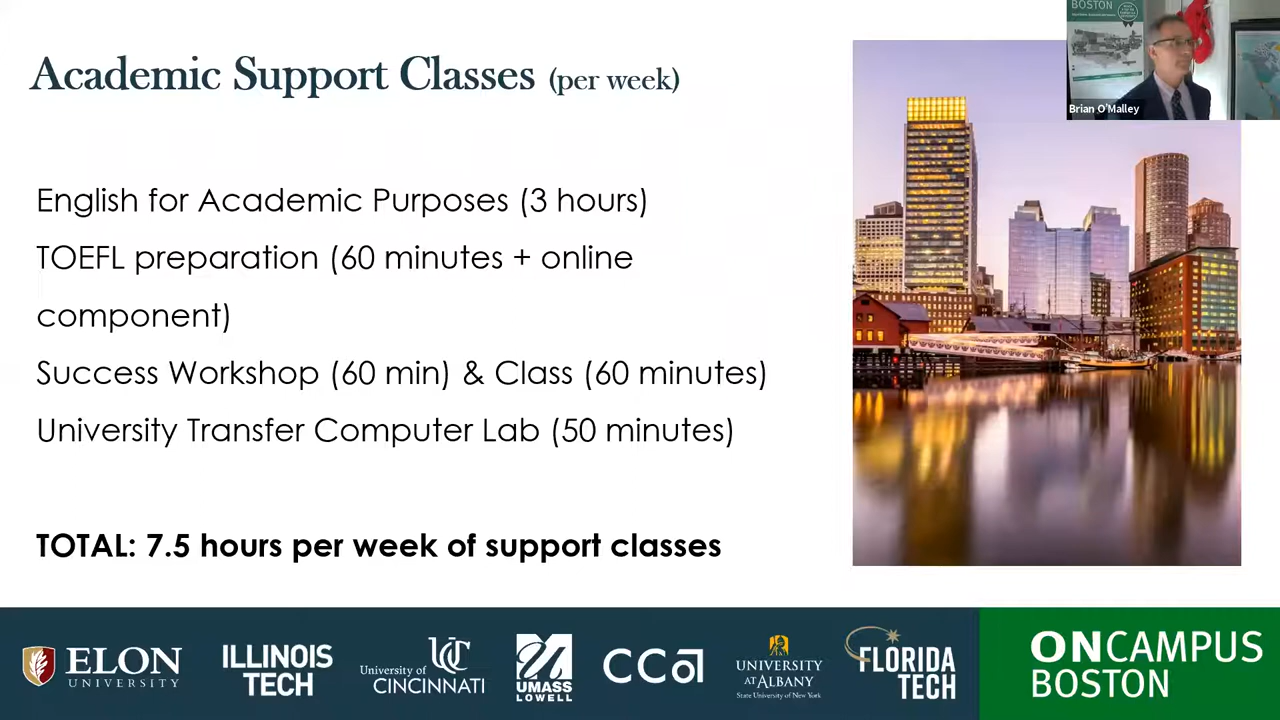 Academic Support Classes (per week)
BOSTON
Brian O'Malley
English for Academic Purposes (3 hours)
TOEFL preparation (60 minutes + online
component)
Success Workshop (60 min) & Class (60 minutes)
University Transfer Computer Lab (50 minutes)
TOTAL: 7.5 hours per week of support classes
ELON
UNIVERSITY
ILLINOIS
TECH
University of
CINCINNATI
UC
UMASS
LOWELL
CCA
UNIVERSITY
AT ALBANY
State University of New York
FLORIDA
TECH
ONCAMPUS
BOSTON